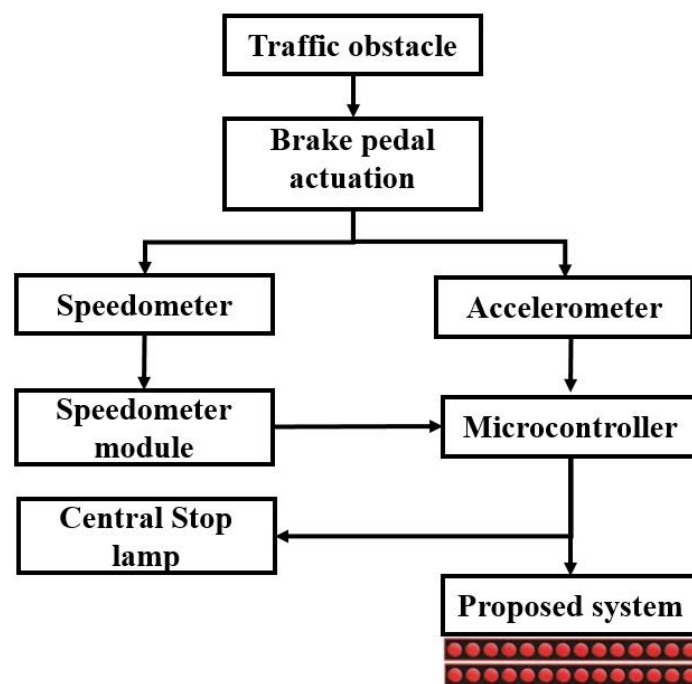 Traffic obstacle
Brake pedal
actuation
Speedometer
Accelerometer
Speedometer
module
Microcontroller
Central Stop
lamp
Proposed system